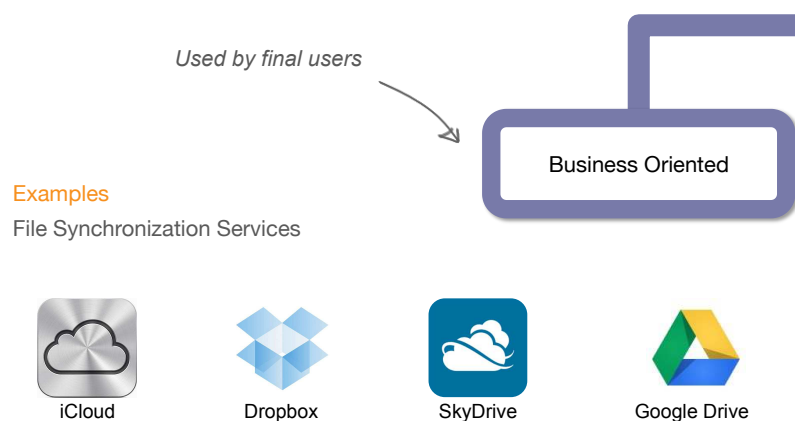 Used by final users
Business Oriented
Examples
File Synchronization Services
iCloud
Dropbox
SkyDrive
Google Drive